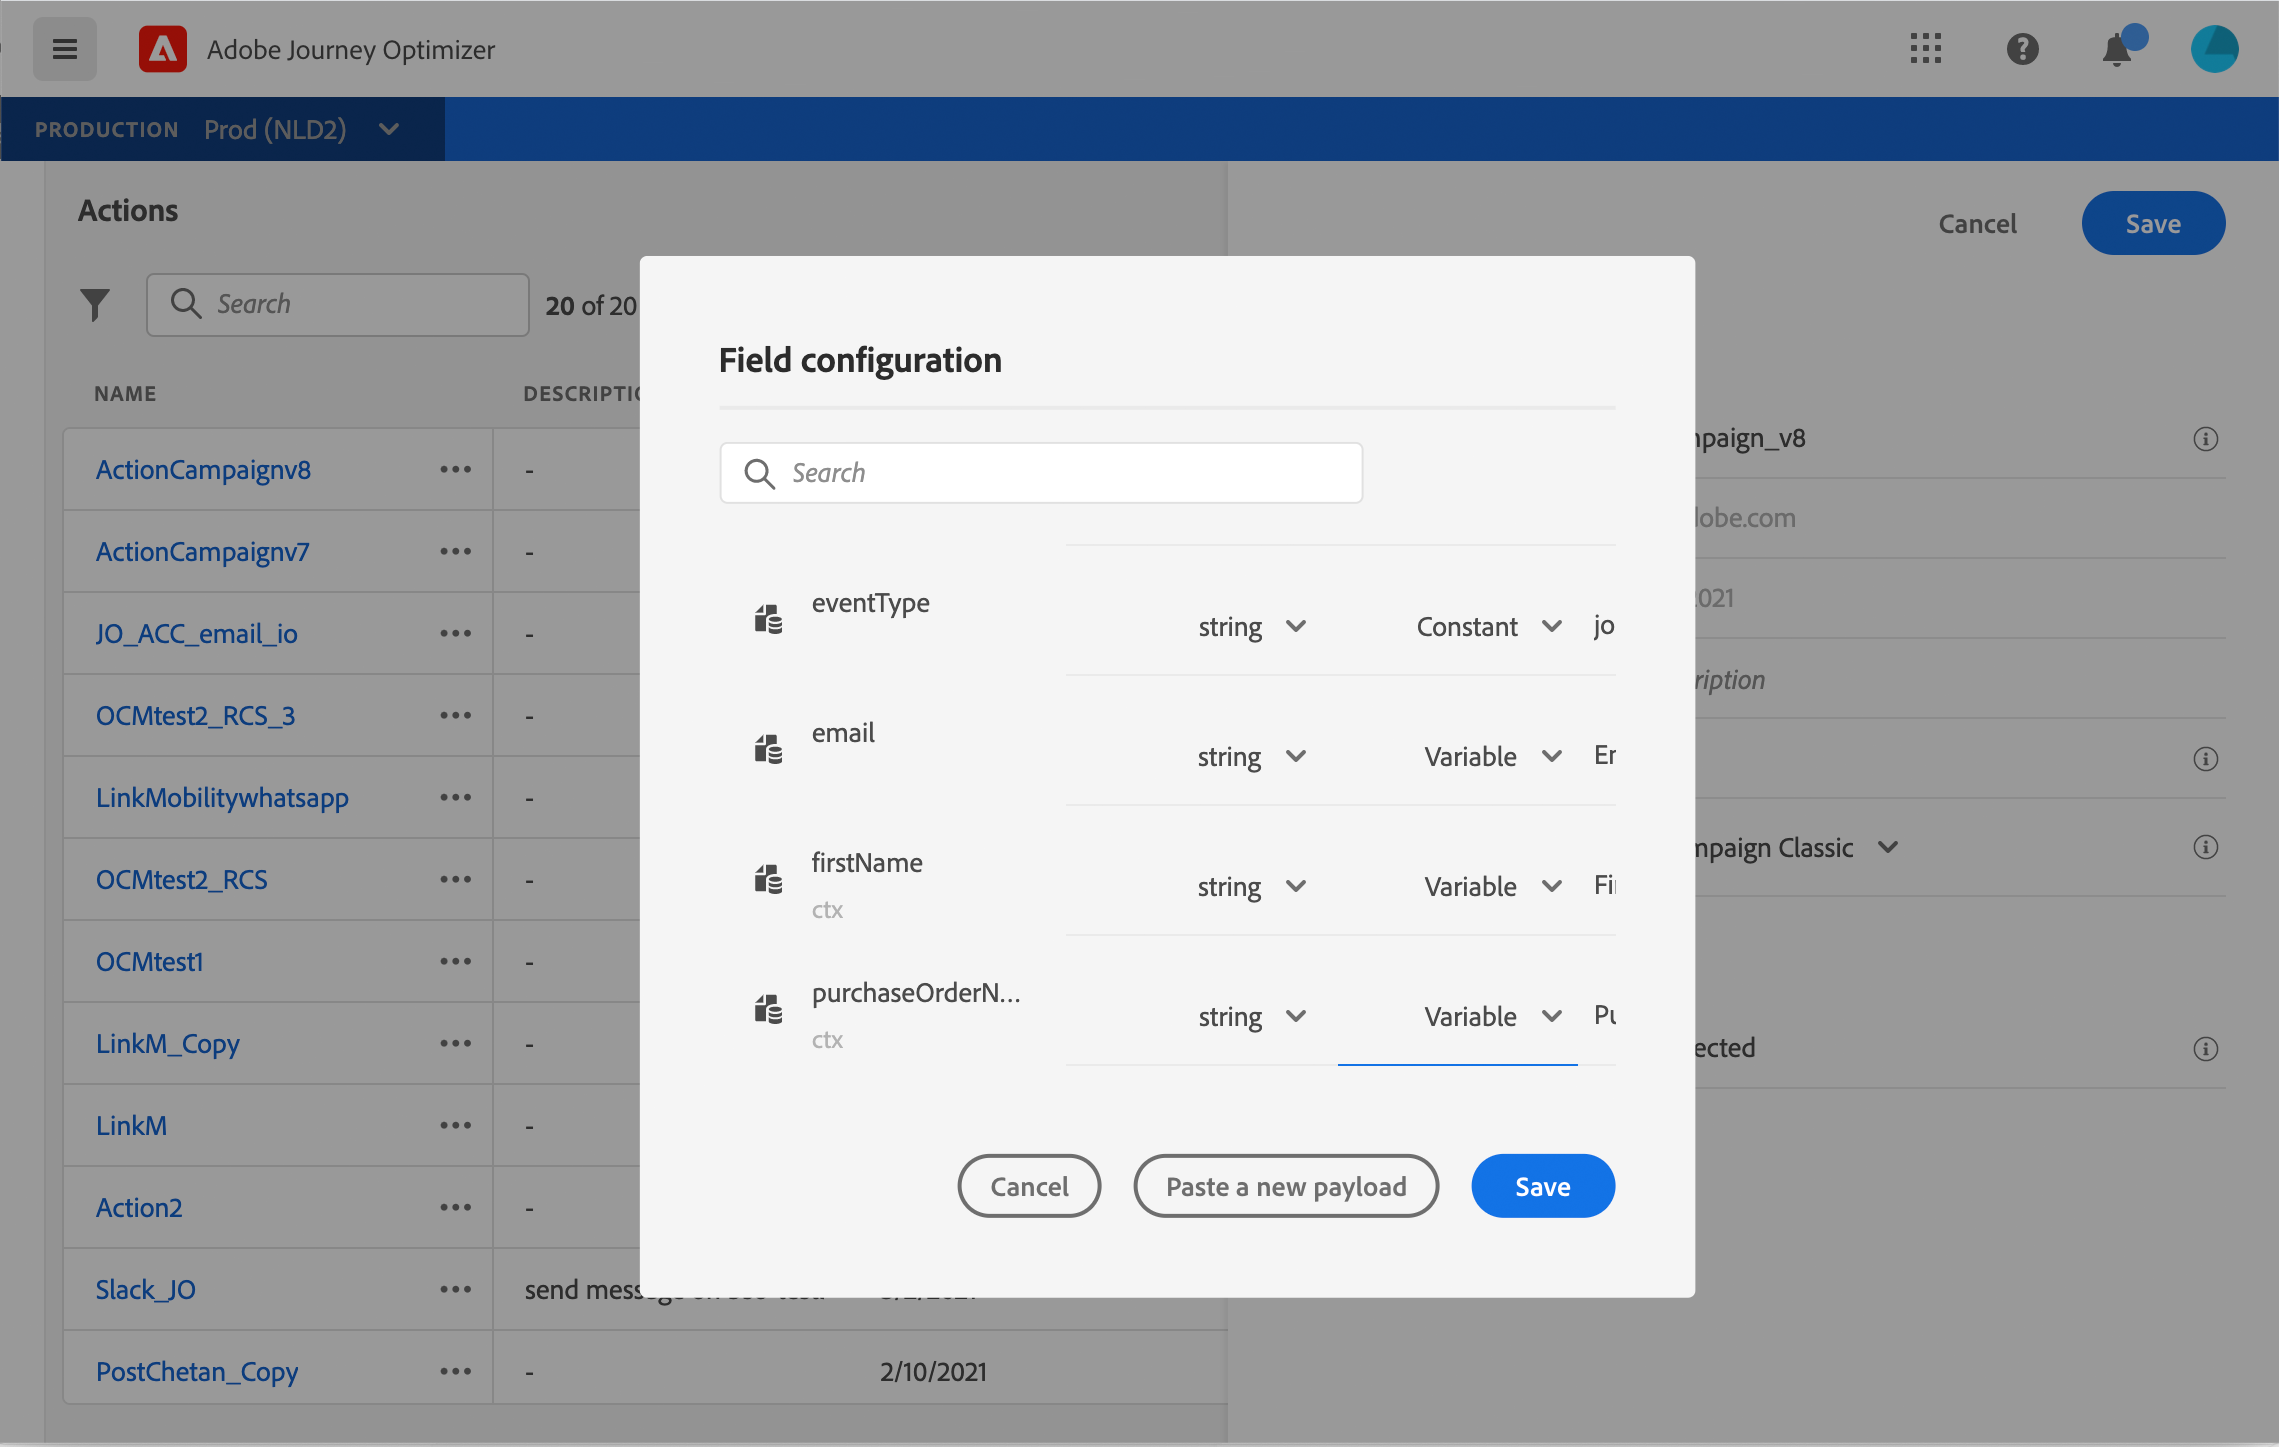 Adobe Journey Optimizer
PRODUCTION Prod (NLD2)
Actions
Cancel
Save
Search
20 of 20
NAME
DESCRIPTIO
ActionCampaignv8 -
ActionCampaignv7 -
JO_ACC_email_io -
OCMtest2_RCS_3 -
LinkMobilitywhatsapp -
OCMtest2_RCS -
OCMtest1 -
LinkM_Copy -
LinkM -
Action2 -
Slack_JO send mess
PostChetan_Copy - 2/10/2021
Field configuration
Search
eventType
string Constant jo
email
string Variable Er
firstName
ctx
string Variable Fi
purchaseOrderN...
ctx
string Variable Pu
Cancel
Paste a new payload
Save
npaign_v8
lobe.com
2021
ription
npaign Classic
ected